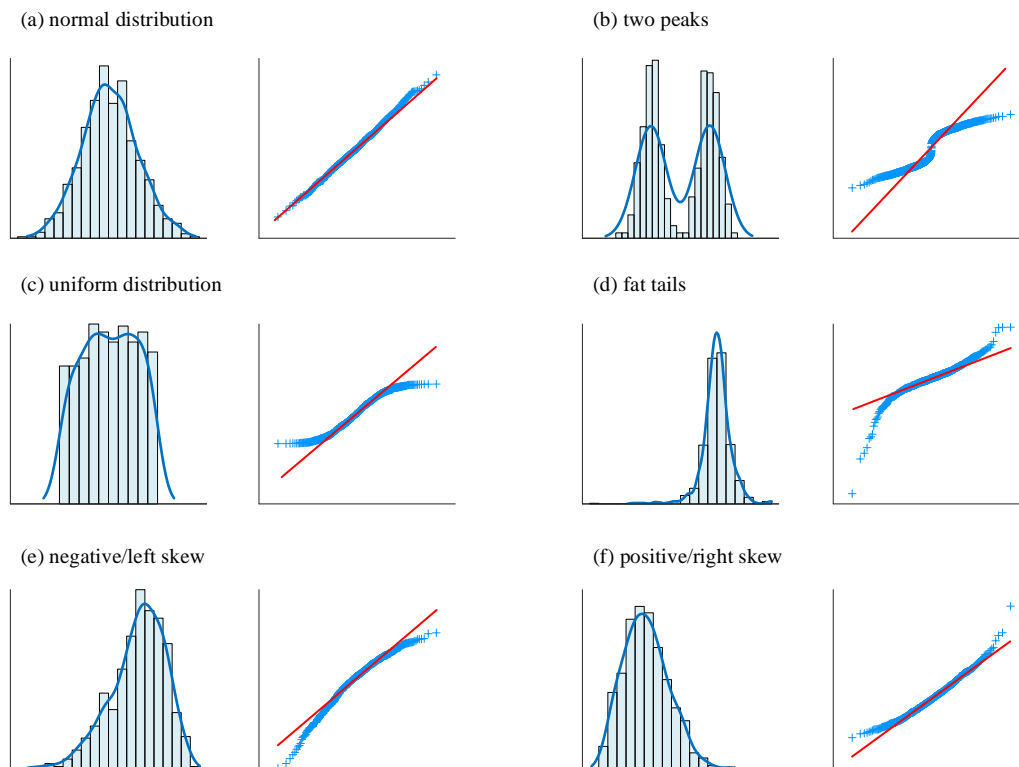 (a) normal distribution
(b) two peaks
(c) uniform distribution
(d) fat tails
(e) negative/left skew
(f) positive/right skew